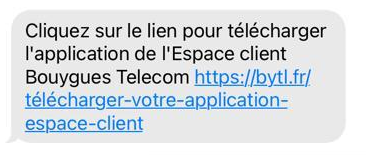 Cliquez sur le lien pour télécharger
l'application de l'Espace client
Bouygues Telecom https://bytl.fr/
télécharger-votre-application-
espace-client